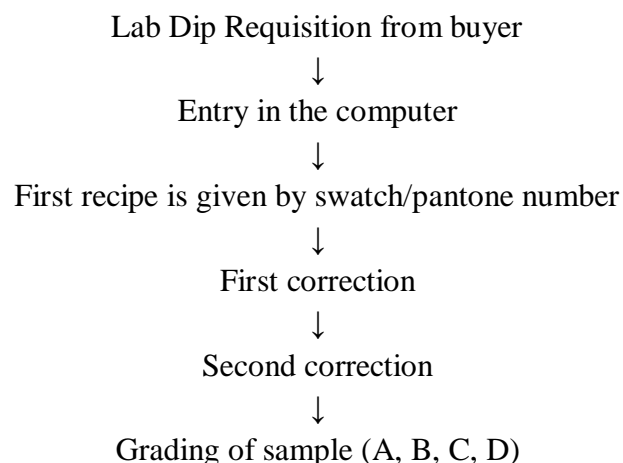 Lab Dip Requisition from buyer
↓
Entry in the computer
↓
First recipe is given by swatch/pantone number
↓
First correction
↓
Second correction
↓
Grading of sample (A, B, C, D)